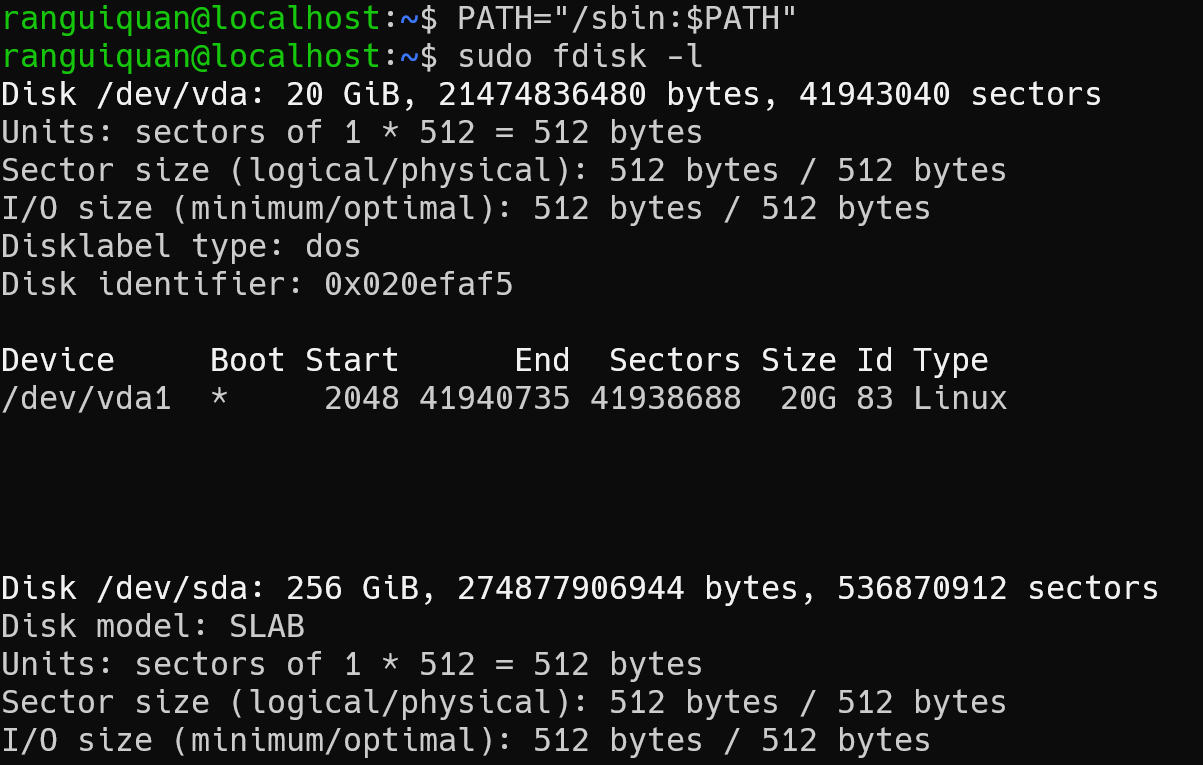 ranguiquan@localhost:~$ PATH="/sbin:$PATH"
ranguiquan@localhost:~$ sudo fdisk -l
Disk /dev/vda: 20 GiB, 21474836480 bytes, 41943040 sectors
Units: sectors of 1 * 512 = 512 bytes
Sector size (logical/physical): 512 bytes / 512 bytes
I/O size (minimum/optimal): 512 bytes / 512 bytes
Disklabel type: dos
Disk identifier: 0x020efaf5
Device     Boot Start      End  Sectors Size Id Type
/dev/vda1  *     2048 41940735 41938688  20G 83 Linux
Disk /dev/sda: 256 GiB, 274877906944 bytes, 536870912 sectors
Disk model: SLAB
Units: sectors of 1 * 512 = 512 bytes
Sector size (logical/physical): 512 bytes / 512 bytes
I/O size (minimum/optimal): 512 bytes / 512 bytes